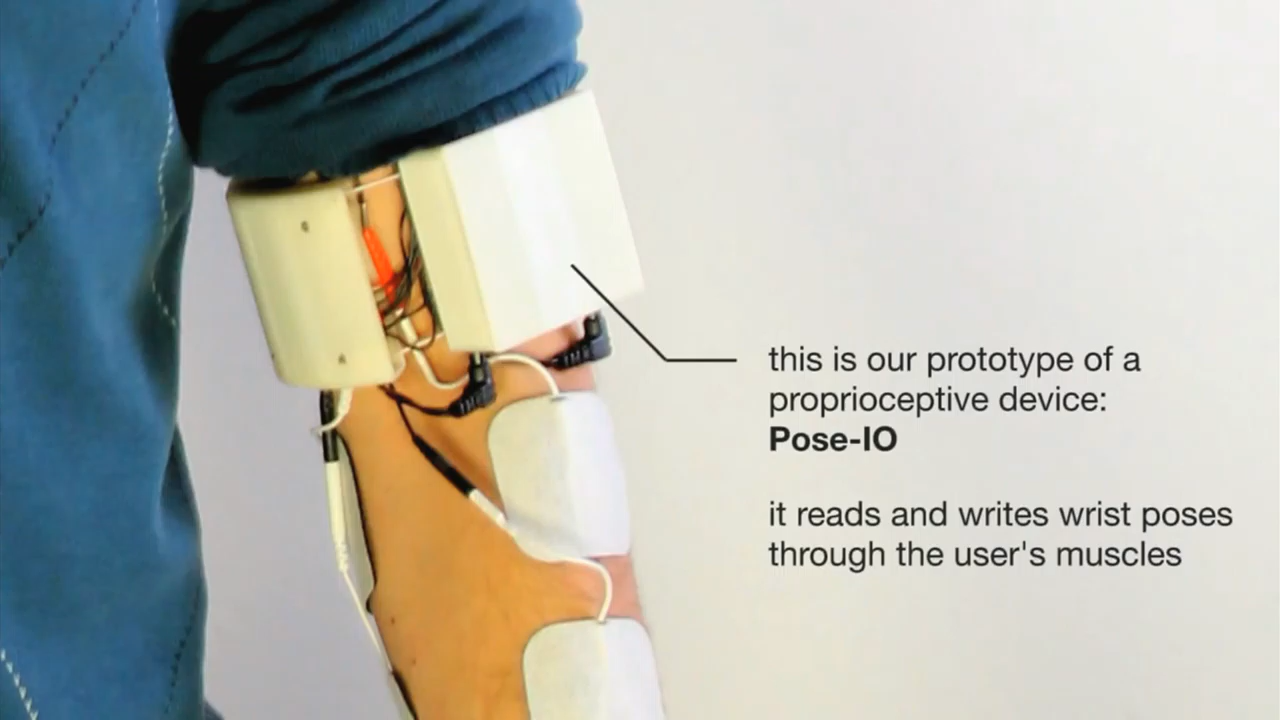 this is our prototype of a
proprioceptive device:
Pose-IO
it reads and writes wrist poses
through the user's muscles